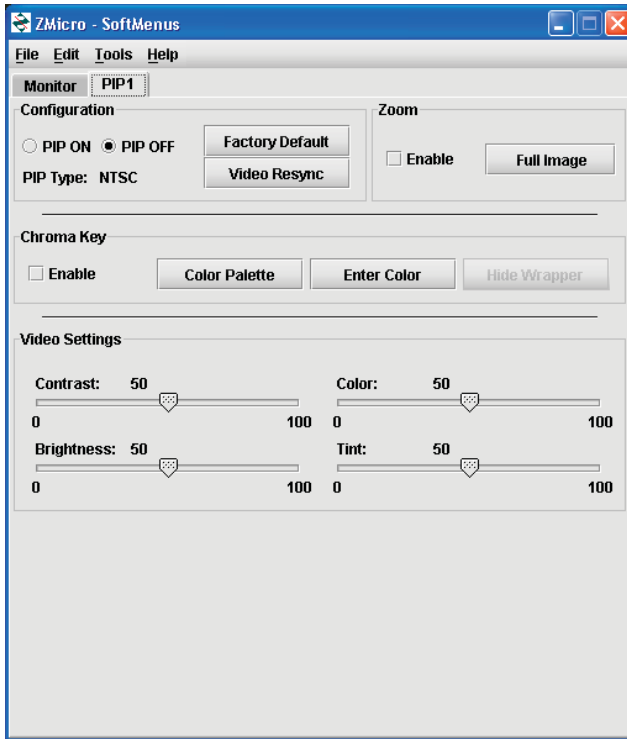 ZMicro - SoftMenus
File Edit Tools Help
Monitor PIP1
Configuration
PIP ON PIP OFF
Factory Default
PIP Type: NTSC
Video Resync
Zoom
Enable
Full Image
Chroma Key
Enable
Color Palette
Enter Color
Hide Wrapper
Video Settings
Contrast: 50
0 100
Color: 50
0 100
Brightness: 50
0 100
Tint: 50
0 100